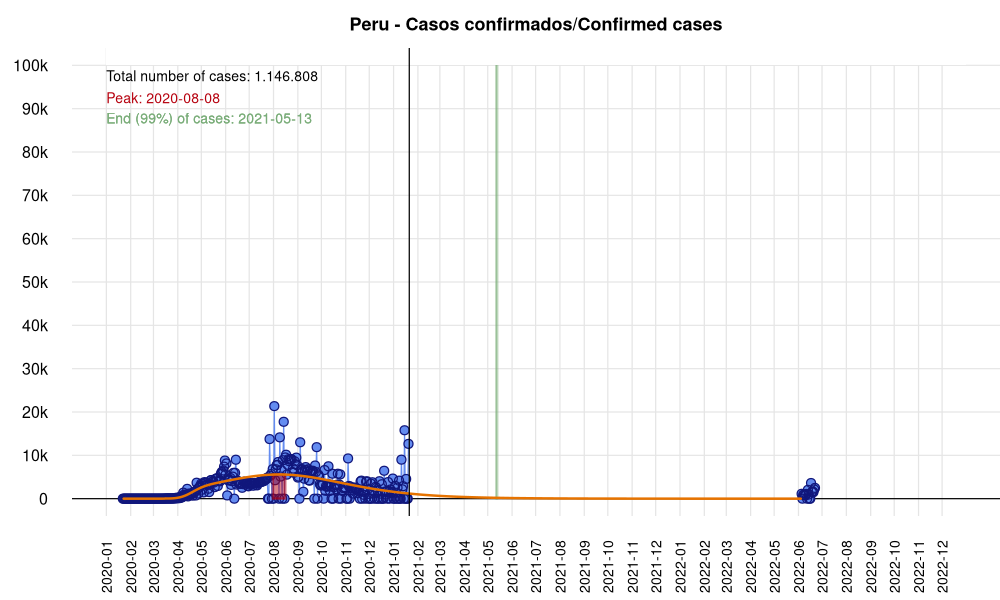 Peru - Casos confirmados/Confirmed cases
100k
90k
80k
70k
60k
50k
40k
30k
20k
10k
0
Total number of cases: 1.146.808
Peak: 2020-08-08
End (99%) of cases: 2021-05-13
2020-01
2020-02
2020-03
2020-04
2020-05
2020-06
2020-07
2020-08
2020-09
2020-10
2020-11
2020-12
2021-01
2021-02
2021-03
2021-04
2021-05
2021-06
2021-07
2021-08
2021-09
2021-10
2021-11
2021-12
2022-01
2022-02
2022-03
2022-04
2022-05
2022-06
2022-07
2022-08
2022-09
2022-10
2022-11
2022-12